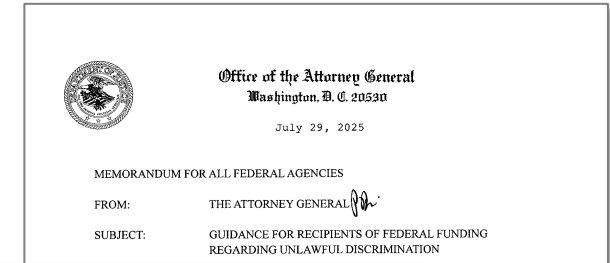 Office of the Attorney General
Washington, D. C. 20530
July 29, 2025
MEMORANDUM FOR ALL FEDERAL AGENCIES
FROM: THE ATTORNEY GENERAL
SUBJECT: GUIDANCE FOR RECIPIENTS OF FEDERAL FUNDING
REGARDING UNLAWFUL DISCRIMINATION